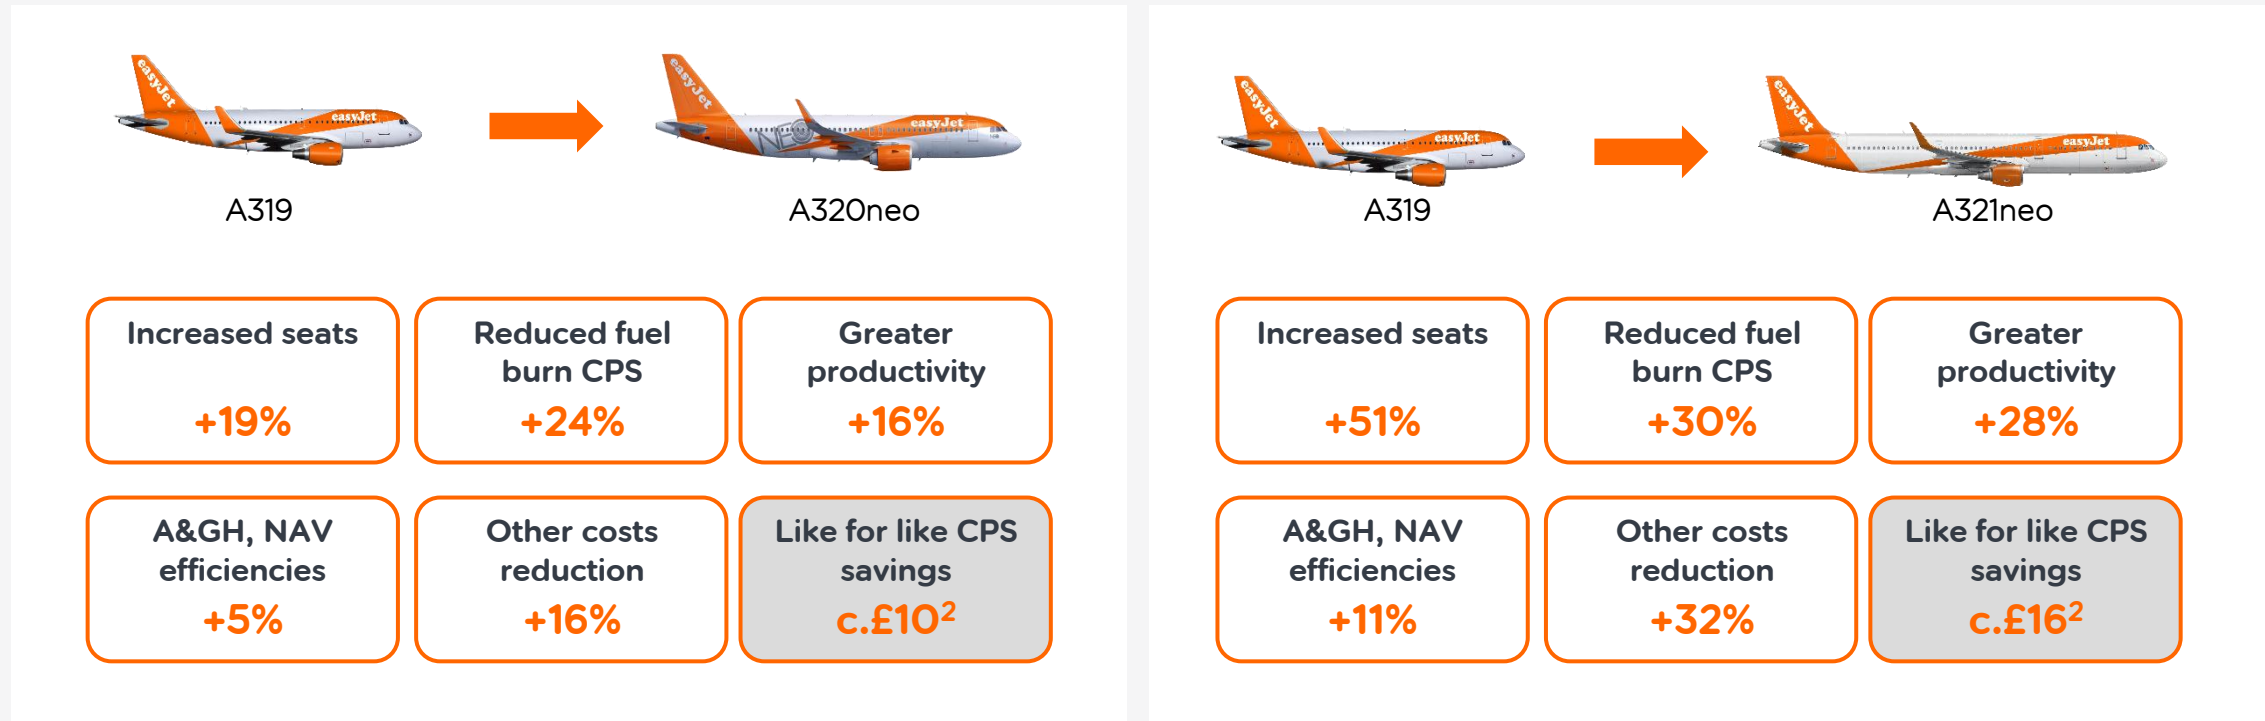 easyJet
easyJet
A319
easyJet
NEO
easyJet
A320neo
Increased seats
+19%
Reduced fuel
burn CPS
+24%
Greater
productivity
+16%
A&GH, NAV
efficiencies
+5%
Other costs
reduction
+16%
Like for like CPS
savings
c.£10²
easyJet
easyJet
A319
easyJet
easyJet
A321neo
Increased seats
+51%
Reduced fuel
burn CPS
+30%
Greater
productivity
+28%
A&GH, NAV
efficiencies
+11%
Other costs
reduction
+32%
Like for like CPS
savings
c.£16²